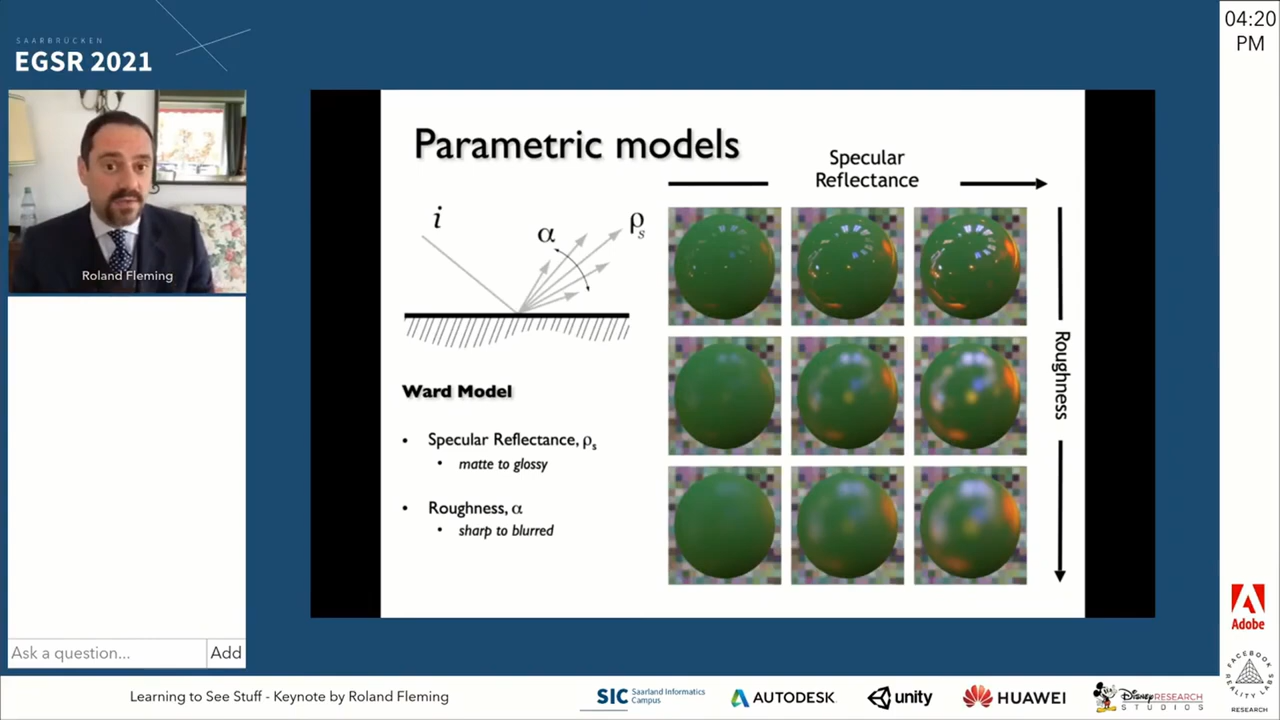 SAARBRÜCKEN
EGSR 2021
04:20
PM
Roland Fleming
Parametric models
Specular
Reflectance
i
α
ρs
Roughness
Ward Model
• Specular Reflectance, ρs
• matte to glossy
• Roughness, α
• sharp to blurred
Ask a question...
Add
Learning to See Stuff - Keynote by Roland Fleming
SIC
Saarland Informatics
Campus
AUTODESK
unity
HUAWEI
Disney RESEARCH
STUDIOS
Adobe
FACEBOOK
REALITY LABS
RESEARCH